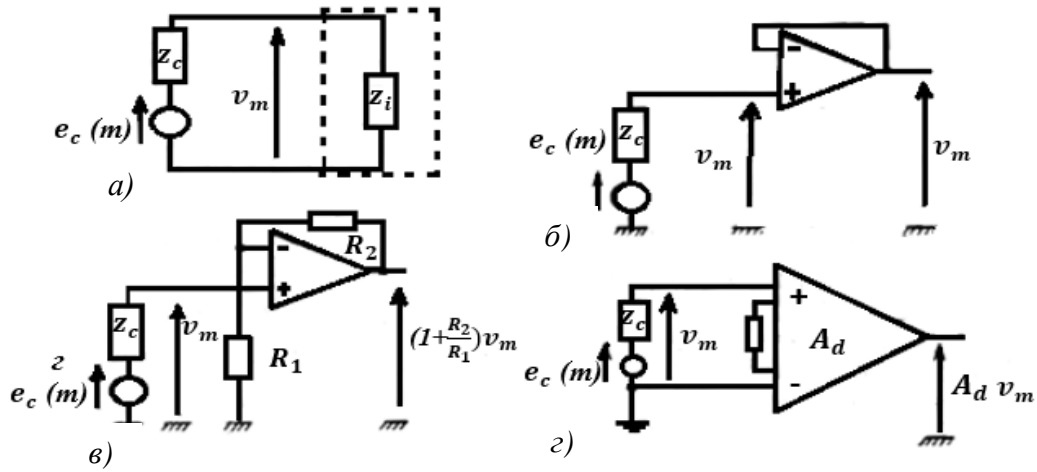 z_c
v_m
z_i
e_c (m)
а)
-
+
z_c
e_c (m)
v_m
v_m
б)
R_2
-
+
z_c
v_m
R_1
г
e_c (m)
(1+\frac{R_2}{R_1})v_m
в)
+
z_c
v_m
A_d
e_c (m)
-
A_d v_m
г)